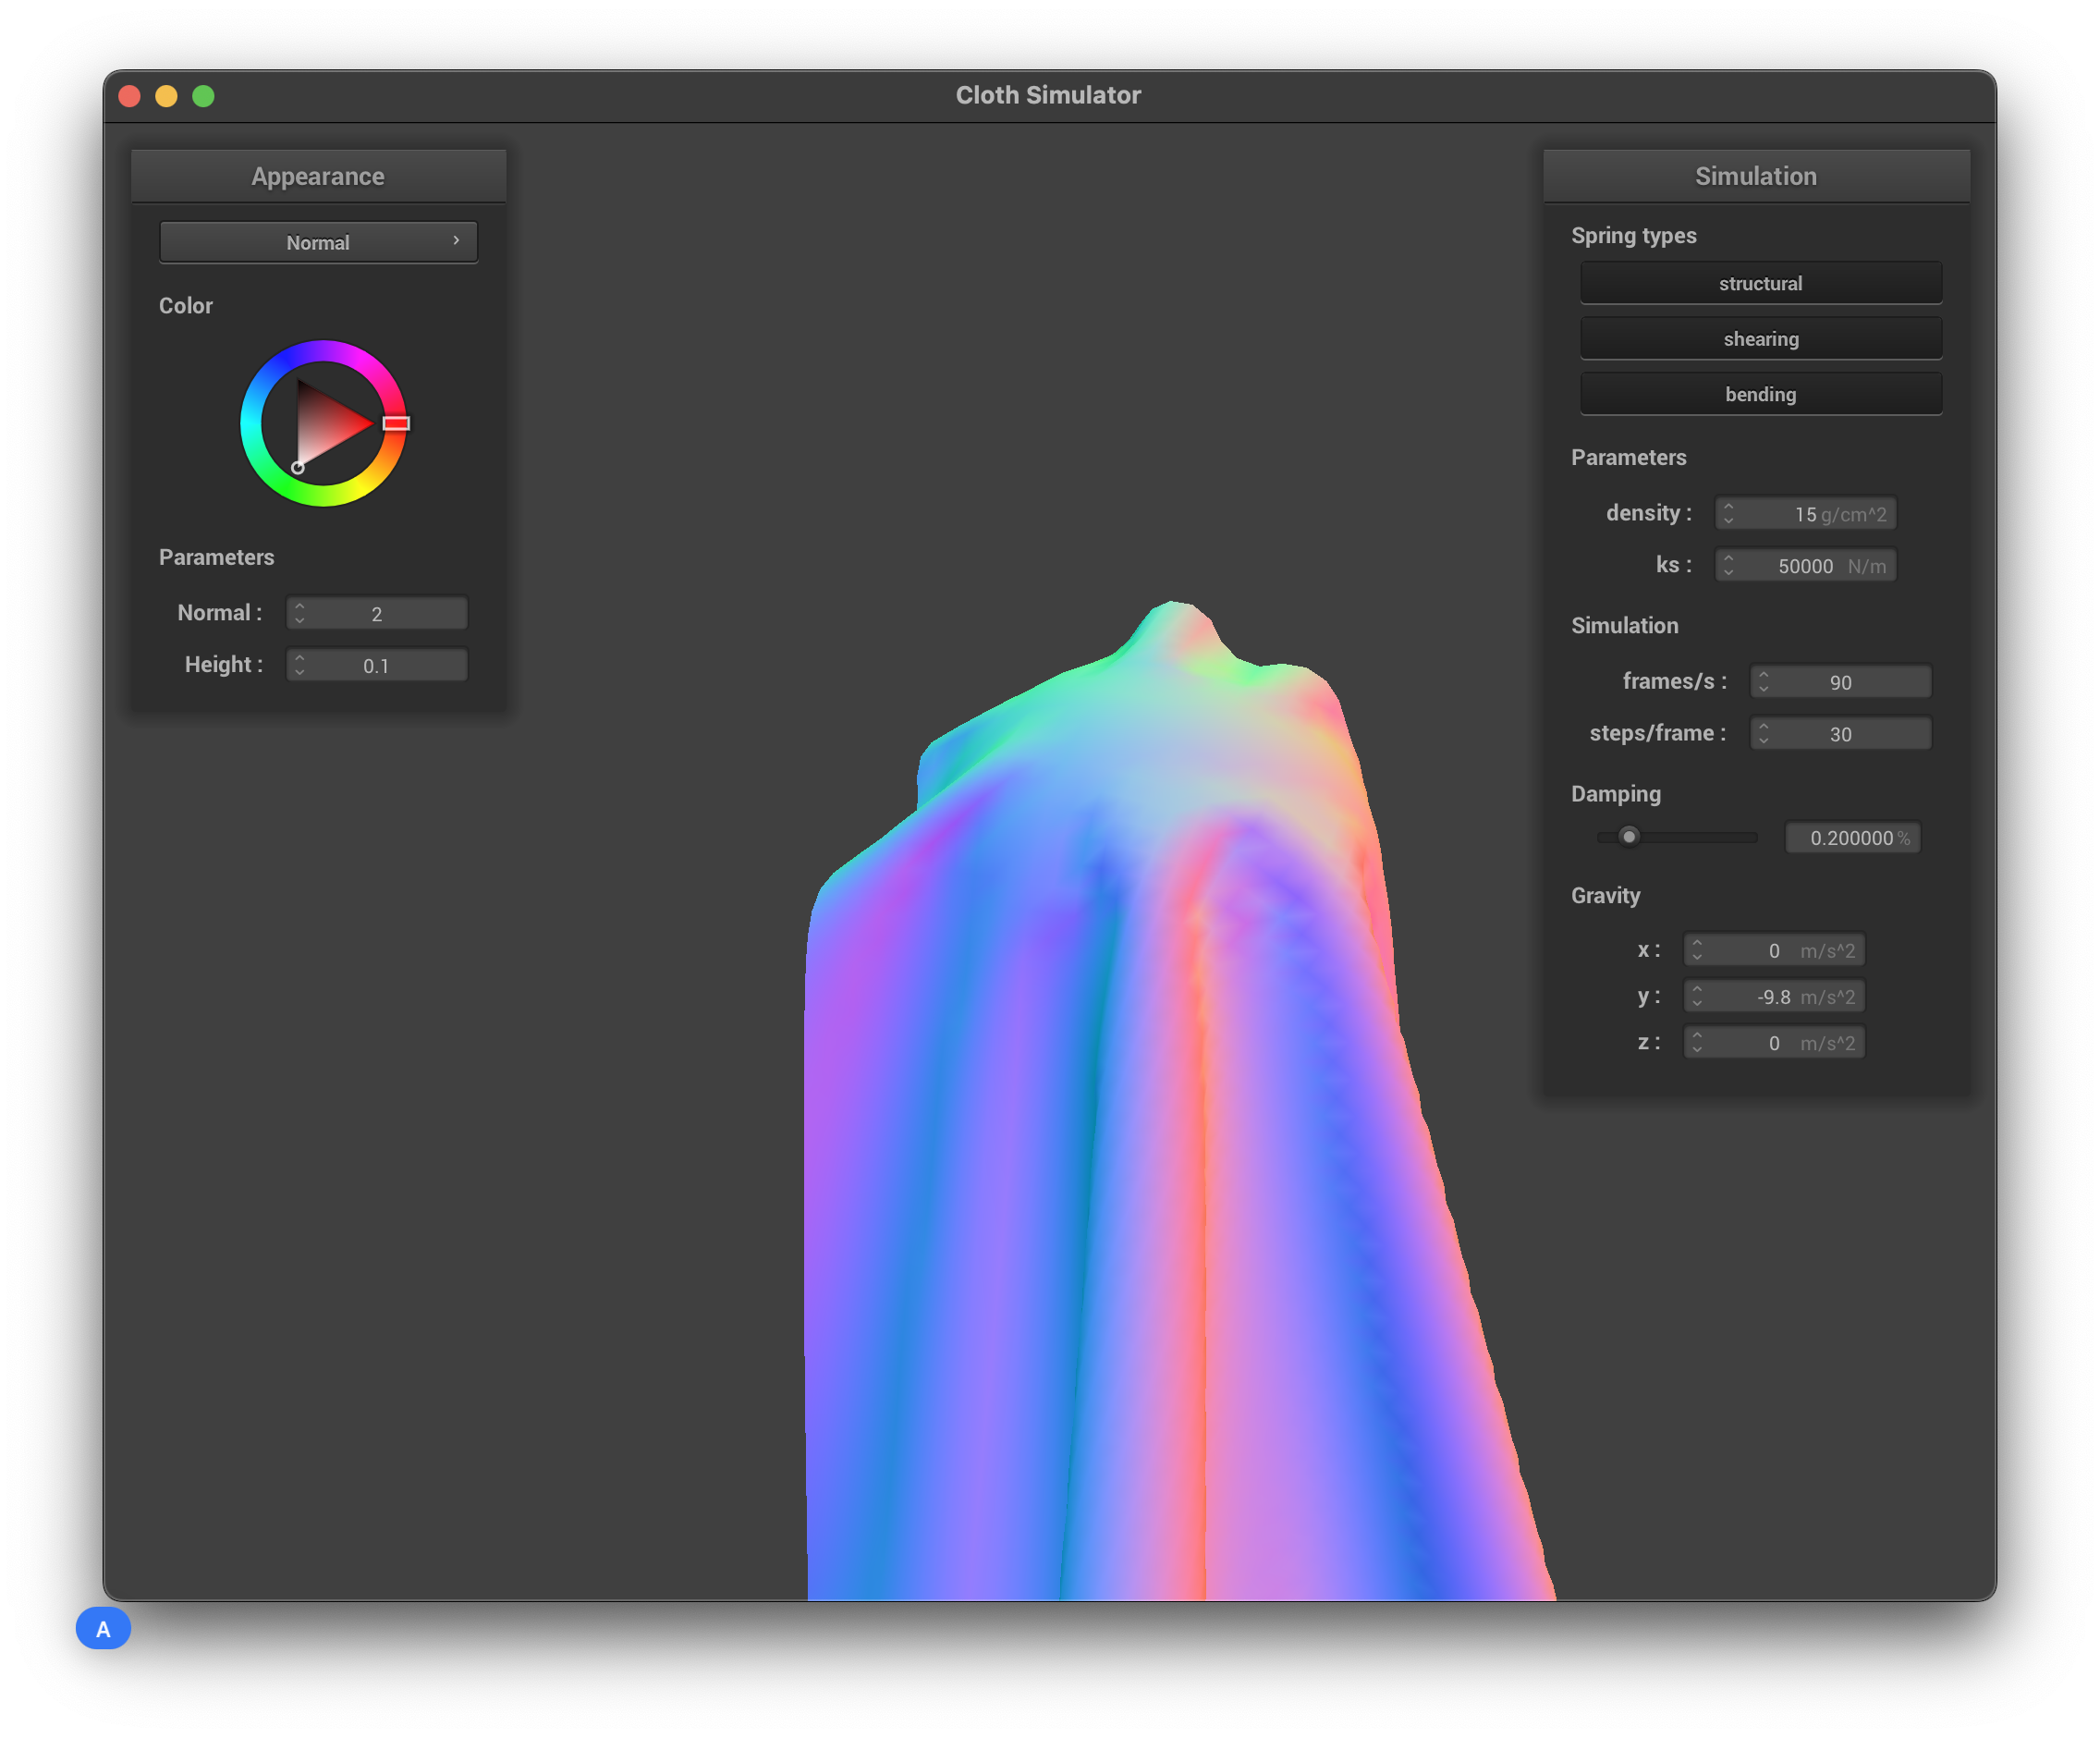 Cloth Simulator
Appearance
Normal
Color
Parameters
Normal :
2
Height :
0.1
Simulation
Spring types
structural
shearing
bending
Parameters
density :
15 g/cm^2
ks :
50000 N/m
Simulation
frames/s :
90
steps/frame :
30
Damping
0.200000 %
Gravity
x :
0 m/s^2
y :
-9.8 m/s^2
z :
0 m/s^2
A